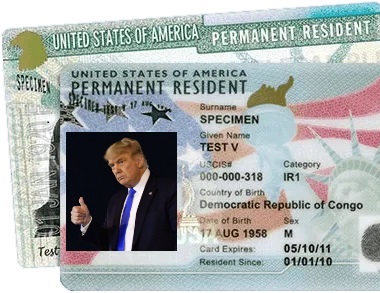 UNITED STATES OF AMERICA
PERMANENT RESIDENT
SPECIMEN
UNITED STATES OF AMERICA
PERMANENT RESIDENT
Surname
SPECIMEN
Given Name
TEST V
USCIS# Category
000-000-318 IR1
Country of Birth
Democratic Republic of Congo
Date of Birth Sex
17 AUG 1958 M
Card Expires: 05/10/11
Resident Since: 01/01/10
Test